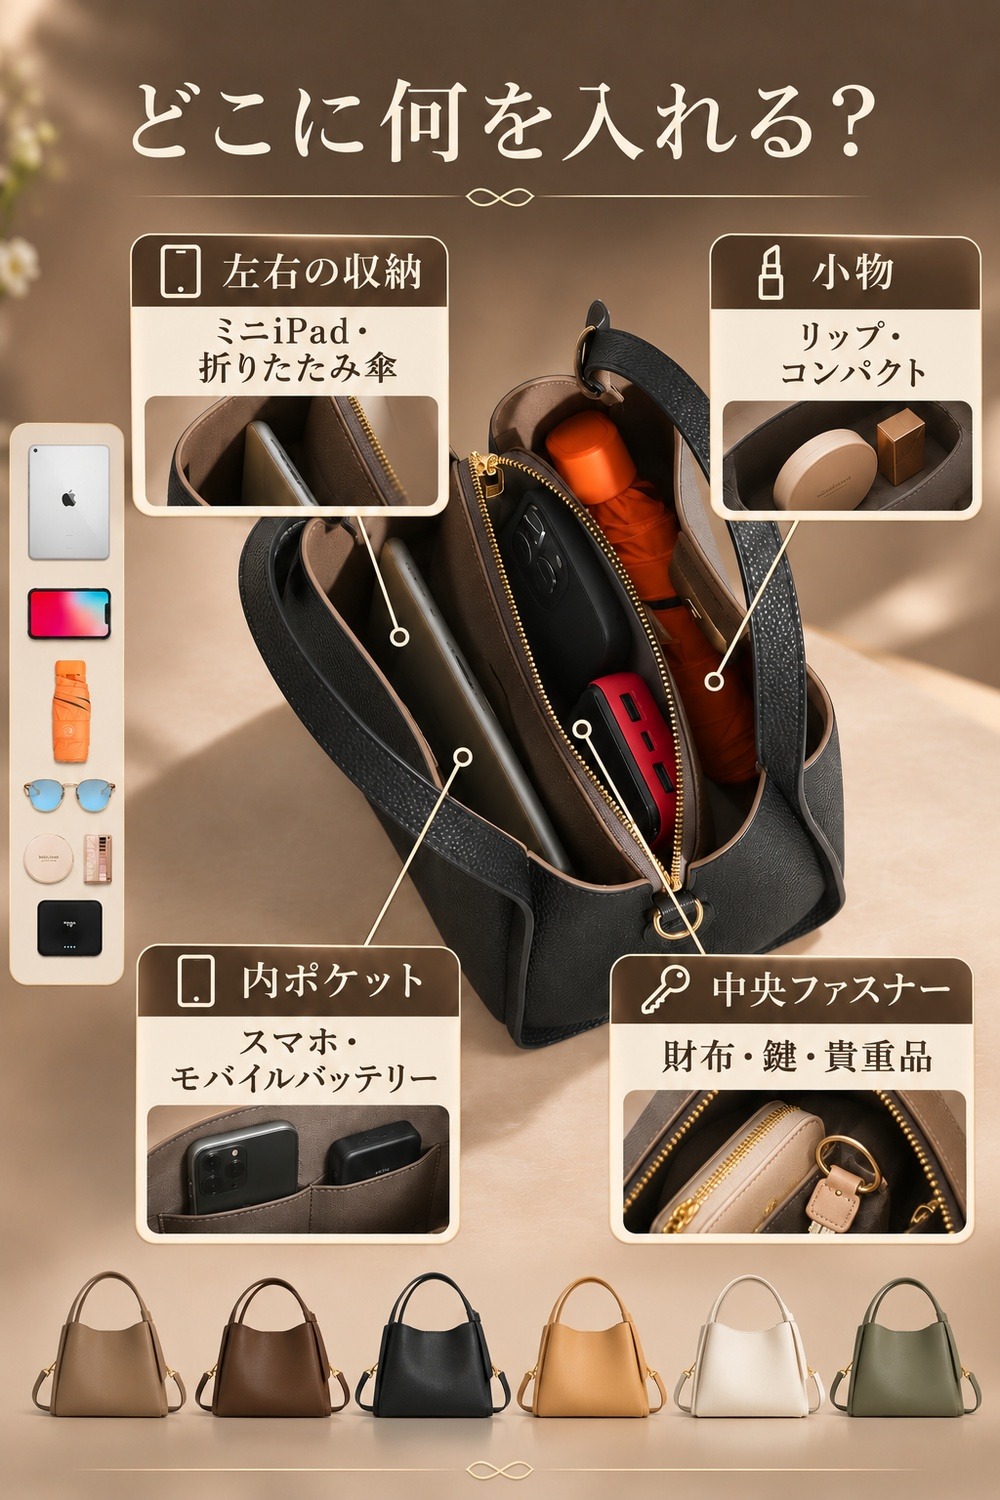 どこに何を入れる?
左右の収納
ミニiPad・
折りたたみ傘
小物
リップ・
コンパクト
内ポケット
スマホ・
モバイルバッテリー
中央ファスナー
財布・鍵・貴重品